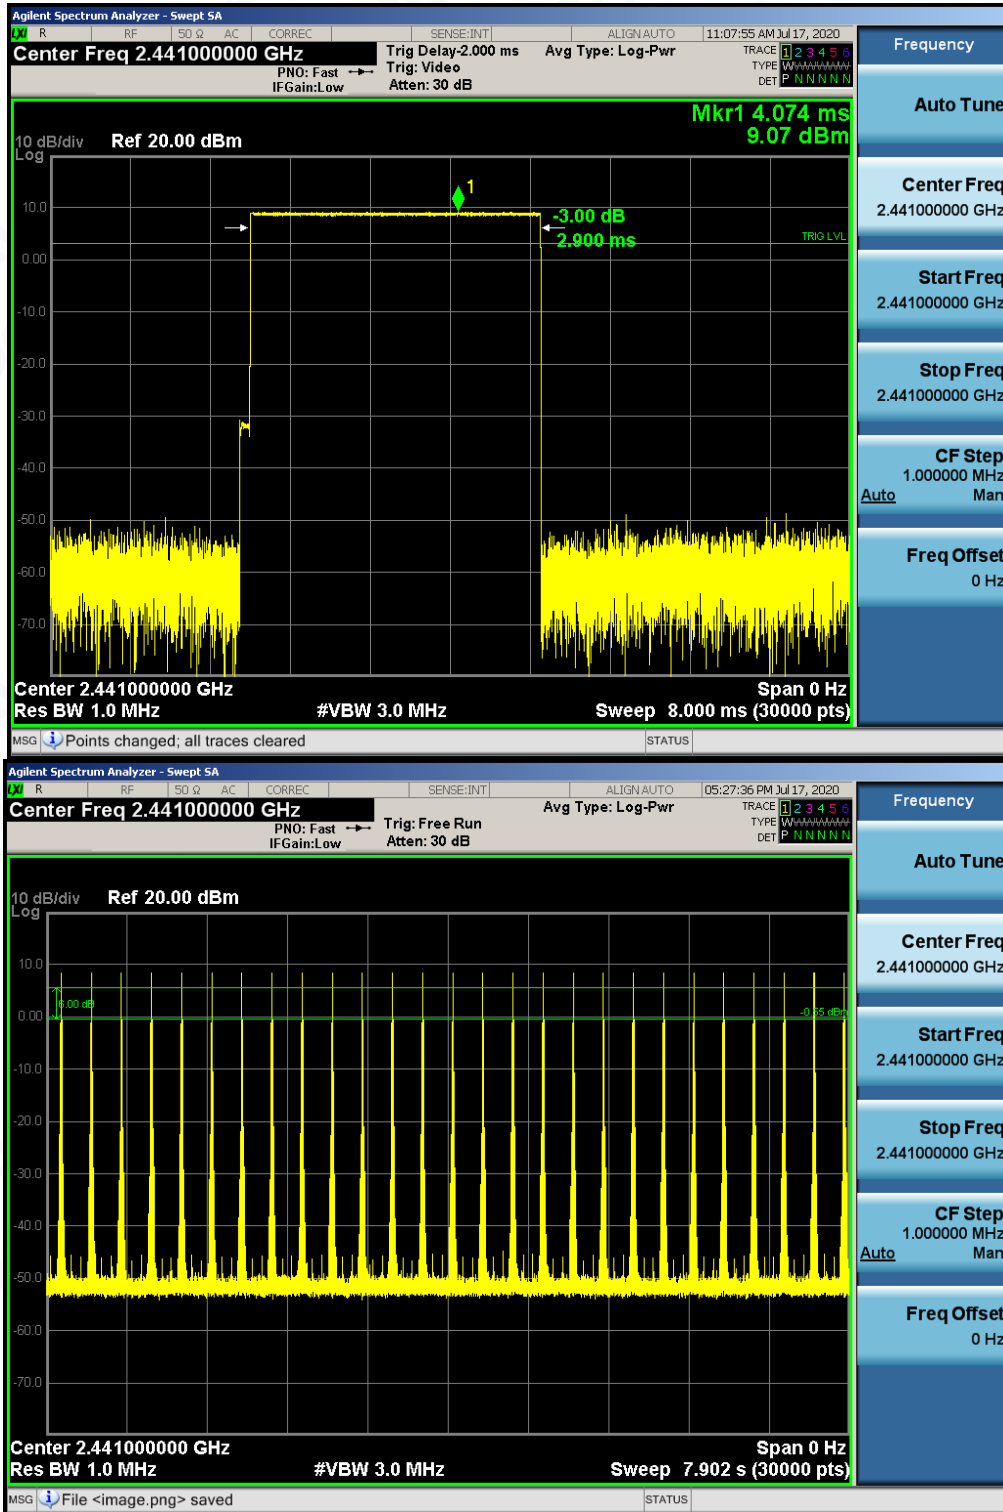 Agilent Spectrum Analyzer - Swept SA
LXI R RF 50 Ω AC CORREC SENSE:INT ALIGN AUTO 11:07:55 AM Jul 17, 2020
Center Freq 2.441000000 GHz
PNO: Fast
IFGain:Low
Trig Delay-2.000 ms
Trig: Video
Atten: 30 dB
Avg Type: Log-Pwr
TRACE 1 2 3 4 5 6
TYPE
DET P N N N N N
Mkr1 4.074 ms
9.07 dBm
10 dB/div Ref 20.00 dBm
Log
1
10.0
-3.00 dB
2.900 ms
TRIG LVL
0.00
-10.0
-20.0
-30.0
-40.0
-50.0
-60.0
-70.0
Center 2.441000000 GHz Span 0 Hz
Res BW 1.0 MHz #VBW 3.0 MHz Sweep 8.000 ms (30000 pts)
MSG Points changed; all traces cleared STATUS
Frequency
Auto Tune
Center Freq
2.441000000 GHz
Start Freq
2.441000000 GHz
Stop Freq
2.441000000 GHz
CF Step
1.000000 MHz
Auto Man
Freq Offset
0 Hz
Agilent Spectrum Analyzer - Swept SA
LXI R RF 50 Ω AC CORREC SENSE:INT ALIGN AUTO 05:27:36 PM Jul 17, 2020
Center Freq 2.441000000 GHz
PNO: Fast
IFGain:Low
Trig: Free Run
Atten: 30 dB
Avg Type: Log-Pwr
TRACE 1 2 3 4 5 6
TYPE
DET P N N N N N
10 dB/div Ref 20.00 dBm
Log
10.0
6.00 dB
0.00
-0.55 dBm
-10.0
-20.0
-30.0
-40.0
-50.0
-60.0
-70.0
Center 2.441000000 GHz Span 0 Hz
Res BW 1.0 MHz #VBW 3.0 MHz Sweep 7.902 s (30000 pts)
MSG File <image.png> saved STATUS
Frequency
Auto Tune
Center Freq
2.441000000 GHz
Start Freq
2.441000000 GHz
Stop Freq
2.441000000 GHz
CF Step
1.000000 MHz
Auto Man
Freq Offset
0 Hz